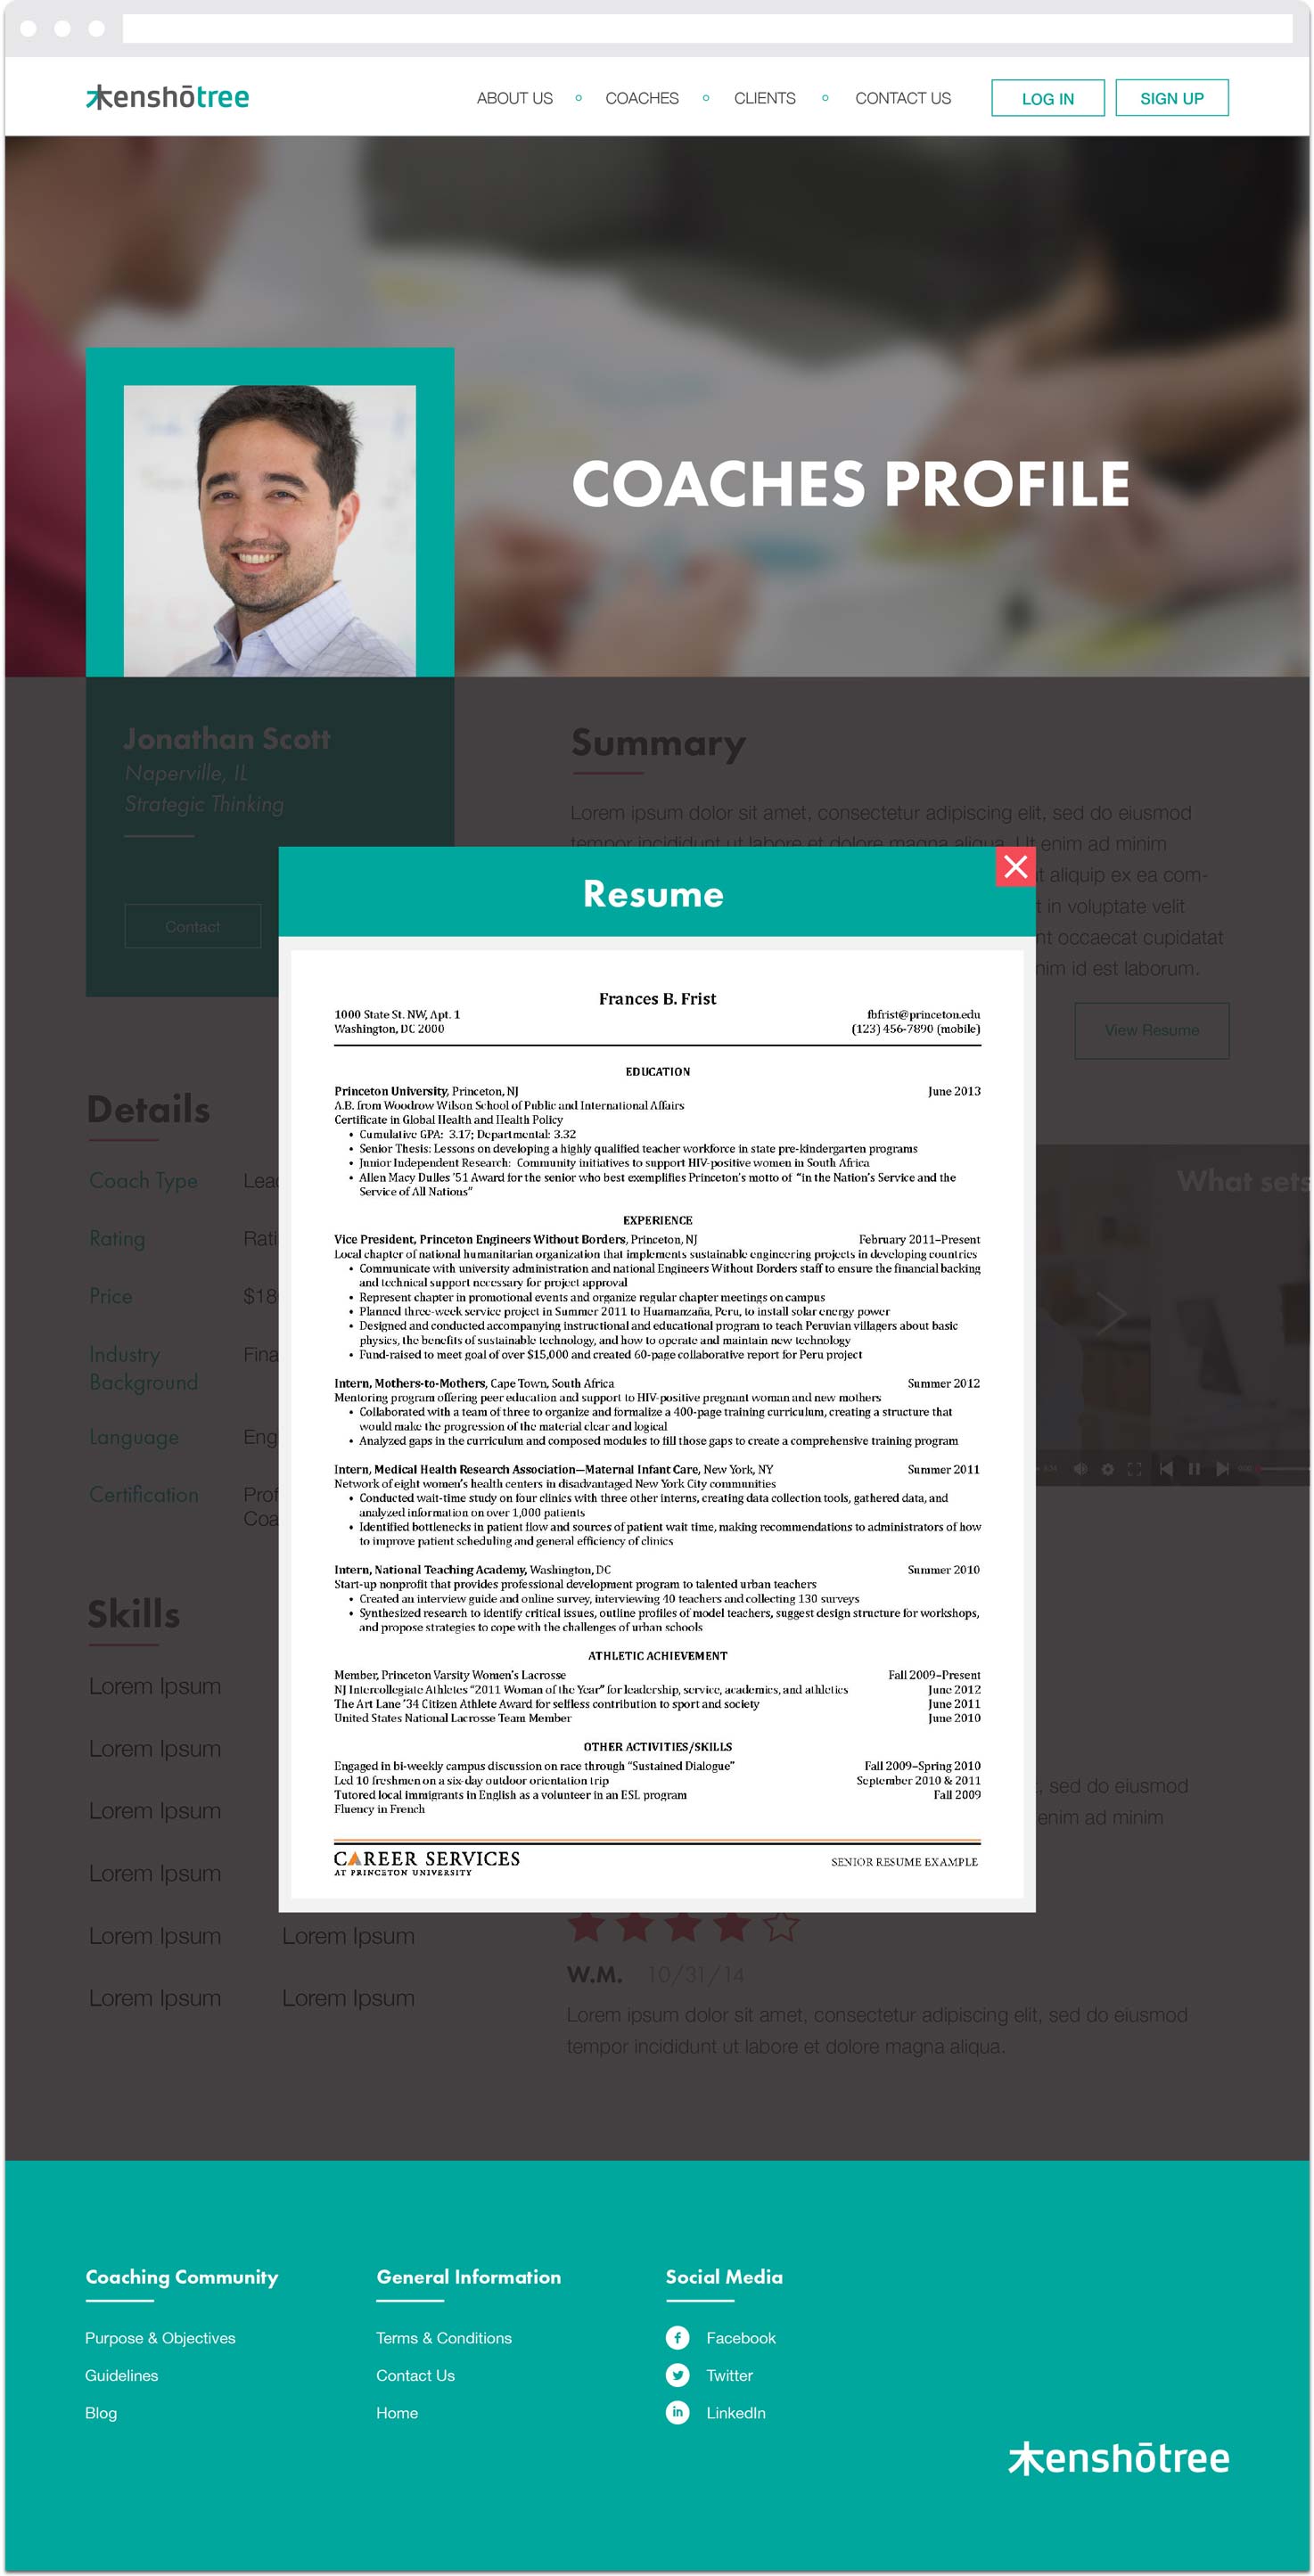 kenshōtree
ABOUT US
COACHES
CLIENTS
CONTACT US
LOG IN
SIGN UP
COACHES PROFILE
Jonathan Scott
Naperville, IL
Strategic Thinking
Contact
Summary
Lorem ipsum dolor sit amet, consectetur adipiscing elit, sed do eiusmod
tempor incididunt ut labore et dolore magna aliqua. Ut enim ad minim
aliquip ex ea com-
in voluptate velit
occaecat cupidatat
id est laborum.
View Resume
Details
Coach Type
Rating
Price
$18
Industry
Background
Language
Certification
Skills
Lorem Ipsum
Lorem Ipsum
Lorem Ipsum
Lorem Ipsum
Lorem Ipsum Lorem Ipsum
Lorem Ipsum Lorem Ipsum
What sets
Resume
Frances B. Frist
1000 State St. NW, Apt. 1 fbfrist@princeton.edu
Washington, DC 2000 (123) 456-7890 (mobile)
EDUCATION
Princeton University, Princeton, NJ June 2013
A.B. from Woodrow Wilson School of Public and International Affairs
Certificate in Global Health and Health Policy
• Cumulative GPA: 3.17; Departmental: 3.32
• Senior Thesis: Lessons on developing a highly qualified teacher workforce in state pre-kindergarten programs
• Junior Independent Research: Community initiatives to support HIV-positive women in South Africa
• Allen Macy Dulles '51 Award for the senior who best exemplifies Princeton's motto of "in the Nation's Service and the
Service of All Nations"
EXPERIENCE
Vice President, Princeton Engineers Without Borders, Princeton, NJ February 2011–Present
Local chapter of national humanitarian organization that implements sustainable engineering projects in developing countries
• Communicate with university administration and national Engineers Without Borders staff to ensure the financial backing
and technical support necessary for project approval
• Represent chapter in promotional events and organize regular chapter meetings on campus
• Planned three-week service project in Summer 2011 to Huamanzaña, Peru, to install solar energy power
• Designed and conducted accompanying instructional and educational program to teach Peruvian villagers about basic
physics, the benefits of sustainable technology, and how to operate and maintain new technology
• Fund-raised to meet goal of over $15,000 and created 60-page collaborative report for Peru project
Intern, Mothers-to-Mothers, Cape Town, South Africa Summer 2012
Mentoring program offering peer education and support to HIV-positive pregnant woman and new mothers
• Collaborated with a team of three to organize and formalize a 400-page training curriculum, creating a structure that
would make the progression of the material clear and logical
• Analyzed gaps in the curriculum and composed modules to fill those gaps to create a comprehensive training program
Intern, Medical Health Research Association—Maternal Infant Care, New York, NY Summer 2011
Network of eight women's health centers in disadvantaged New York City communities
• Conducted wait-time study on four clinics with three other interns, creating data collection tools, gathered data, and
analyzed information on over 1,000 patients
• Identified bottlenecks in patient flow and sources of patient wait time, making recommendations to administrators of how
to improve patient scheduling and general efficiency of clinics
Intern, National Teaching Academy, Washington, DC Summer 2010
Start-up nonprofit that provides professional development program to talented urban teachers
• Created an interview guide and online survey, interviewing 40 teachers and collecting 130 surveys
• Synthesized research to identify critical issues, outline profiles of model teachers, suggest design structure for workshops,
and propose strategies to cope with the challenges of urban schools
ATHLETIC ACHIEVEMENT
Member, Princeton Varsity Women's Lacrosse Fall 2009–Present
NJ Intercollegiate Athletes "2011 Woman of the Year" for leadership, service, academics, and athletics June 2012
The Art Lane '34 Citizen Athlete Award for selfless contribution to sport and society June 2011
United States National Lacrosse Team Member June 2010
OTHER ACTIVITIES/SKILLS
Engaged in bi-weekly campus discussion on race through "Sustained Dialogue" Fall 2009–Spring 2010
Led 10 freshmen on a six-day outdoor orientation trip September 2010 & 2011
Tutored local immigrants in English as a volunteer in an ESL program Fall 2009
Fluency in French
CAREER SERVICES
AT PRINCETON UNIVERSITY
SENIOR RESUME EXAMPLE
, sed do eiusmod
enim ad minim
W.M. 10/31/14
Lorem ipsum dolor sit amet, consectetur adipiscing elit, sed do eiusmod
tempor incididunt ut labore et dolore magna aliqua.
Coaching Community
Purpose & Objectives
Guidelines
Blog
General Information
Terms & Conditions
Contact Us
Home
Social Media
Facebook
Twitter
LinkedIn
kenshōtree